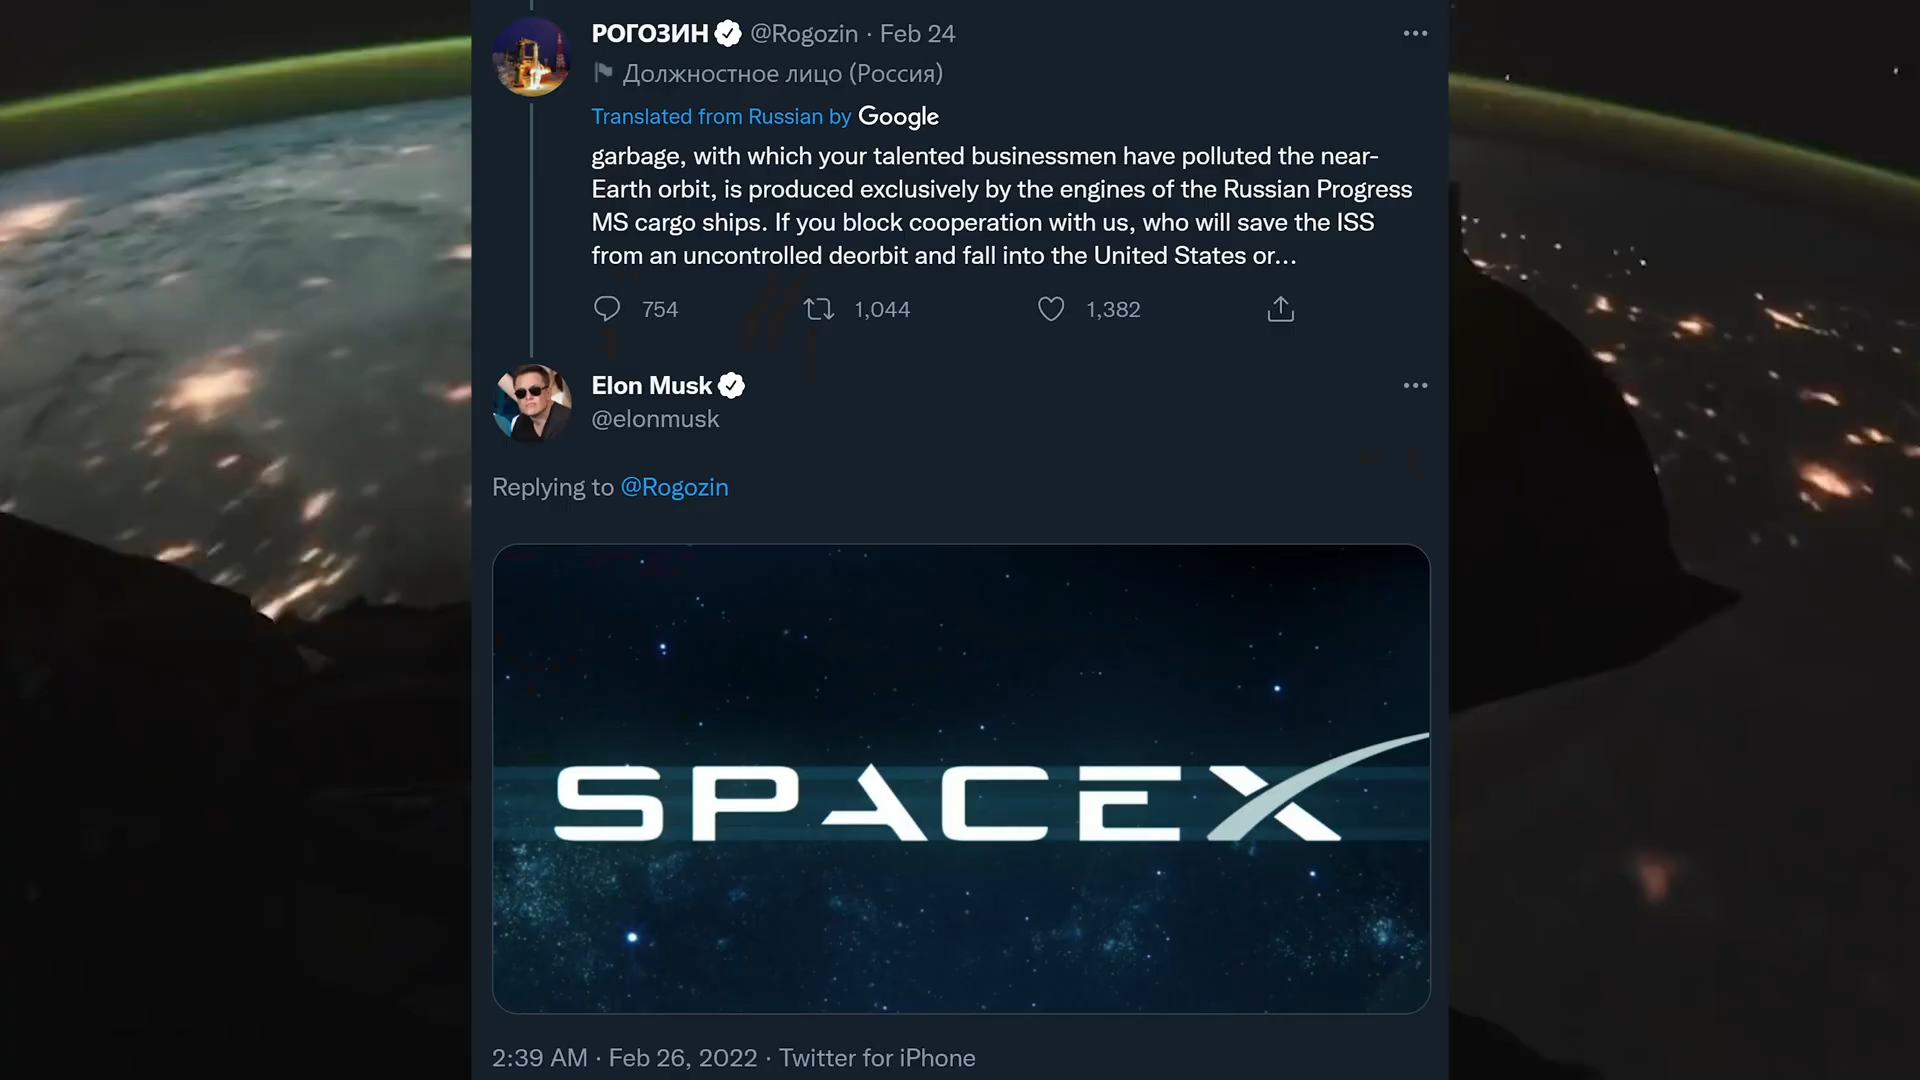 РОГОЗИН @Rogozin · Feb 24
Должностное лицо (Россия)
Translated from Russian by Google
garbage, with which your talented businessmen have polluted the near-
Earth orbit, is produced exclusively by the engines of the Russian Progress
MS cargo ships. If you block cooperation with us, who will save the ISS
from an uncontrolled deorbit and fall into the United States or...
754 1,044 1,382
Elon Musk
@elonmusk
Replying to @Rogozin
SPACEX
2:39 AM · Feb 26, 2022 · Twitter for iPhone